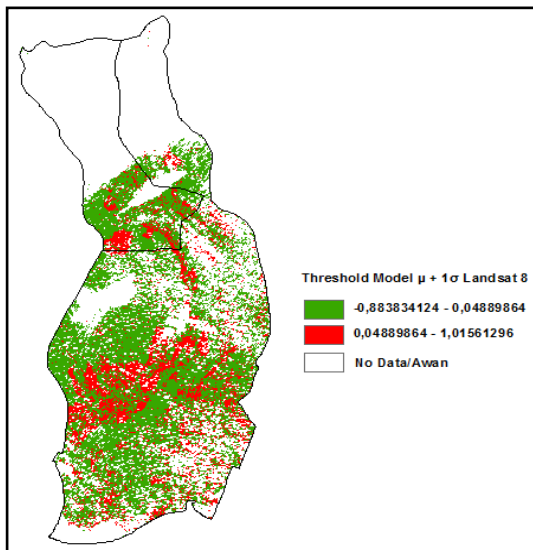 Threshold Model µ + 1σ Landsat 8
-0,883834124 - 0,04889864
0,04889864 - 1,01561296
No Data/Awan